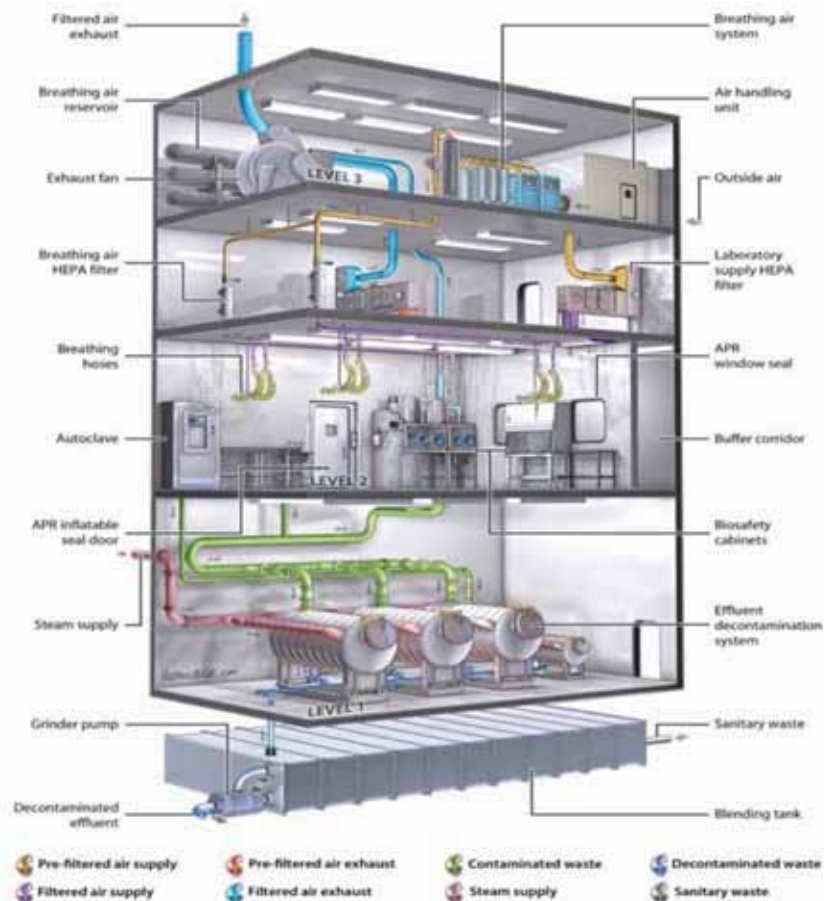 Filtered air
exhaust
Breathing air
system
Breathing air
reservoir
Air handling
unit
Exhaust fan
LEVEL 3
Outside air
Breathing air
HEPA filter
Laboratory
supply HEPA
filter
Breathing
hoses
APR
window seal
Autoclave
LEVEL 2
Buffer corridor
APR inflatable
seal door
Biosafety
cabinets
Steam supply
Effluent
decontamination
system
LEVEL 1
Grinder pump
Sanitary waste
Decontaminated
effluent
Blending tank
Pre-filtered air supply
Pre-filtered air exhaust
Contaminated waste
Decontaminated waste
Filtered air supply
Filtered air exhaust
Steam supply
Sanitary waste